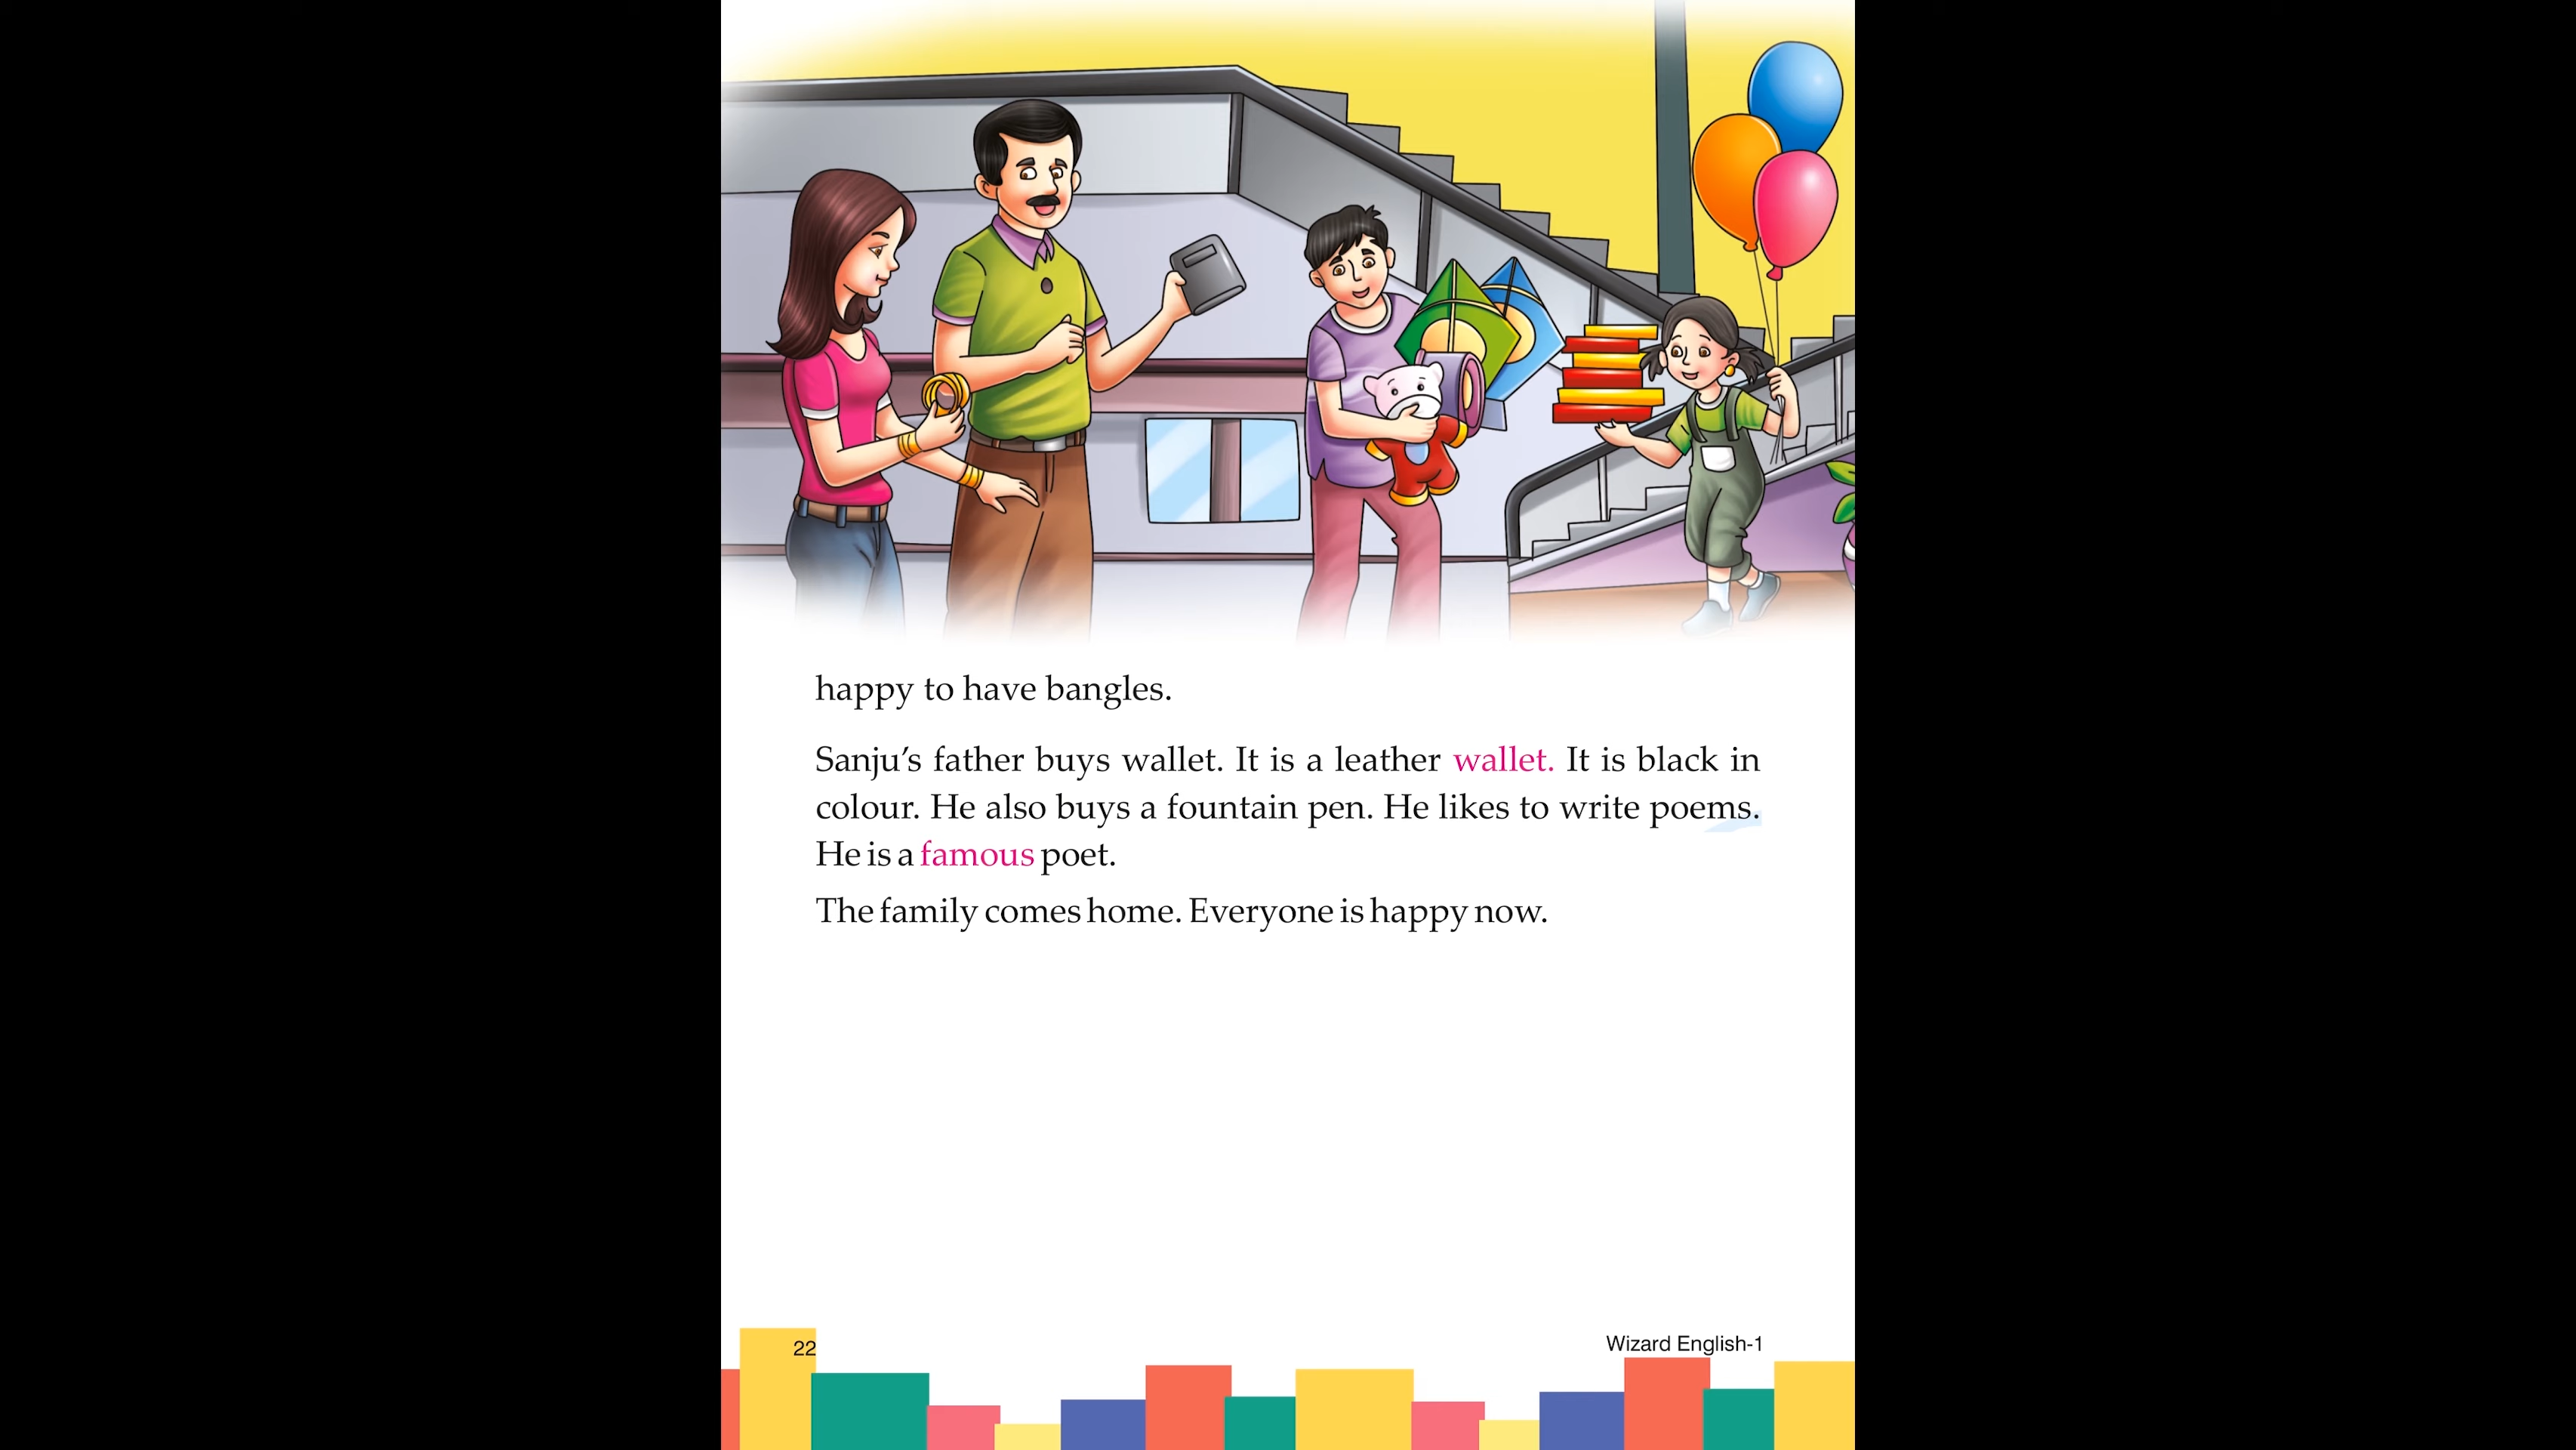 happy to have bangles.
Sanju’s father buys wallet. It is a leather wallet. It is black in
colour. He also buys a fountain pen. He likes to write poems.
He is a famous poet.
The family comes home. Everyone is happy now.
22
Wizard English-1